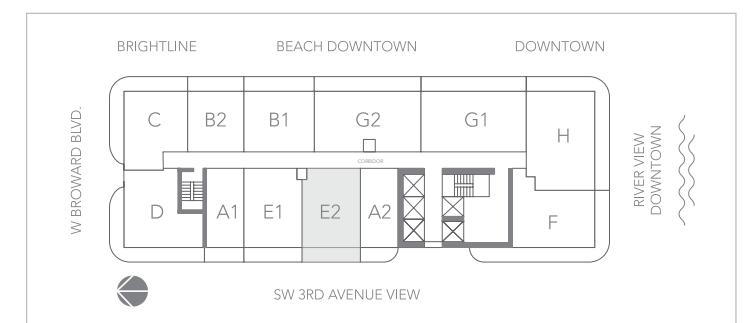 BRIGHTLINE BEACH DOWNTOWN DOWNTOWN
W BROWARD BLVD.
C B2 B1 G2 G1 H
CORRIDOR
D A1 E1 E2 A2 F
RIVER VIEW
DOWNTOWN
SW 3RD AVENUE VIEW